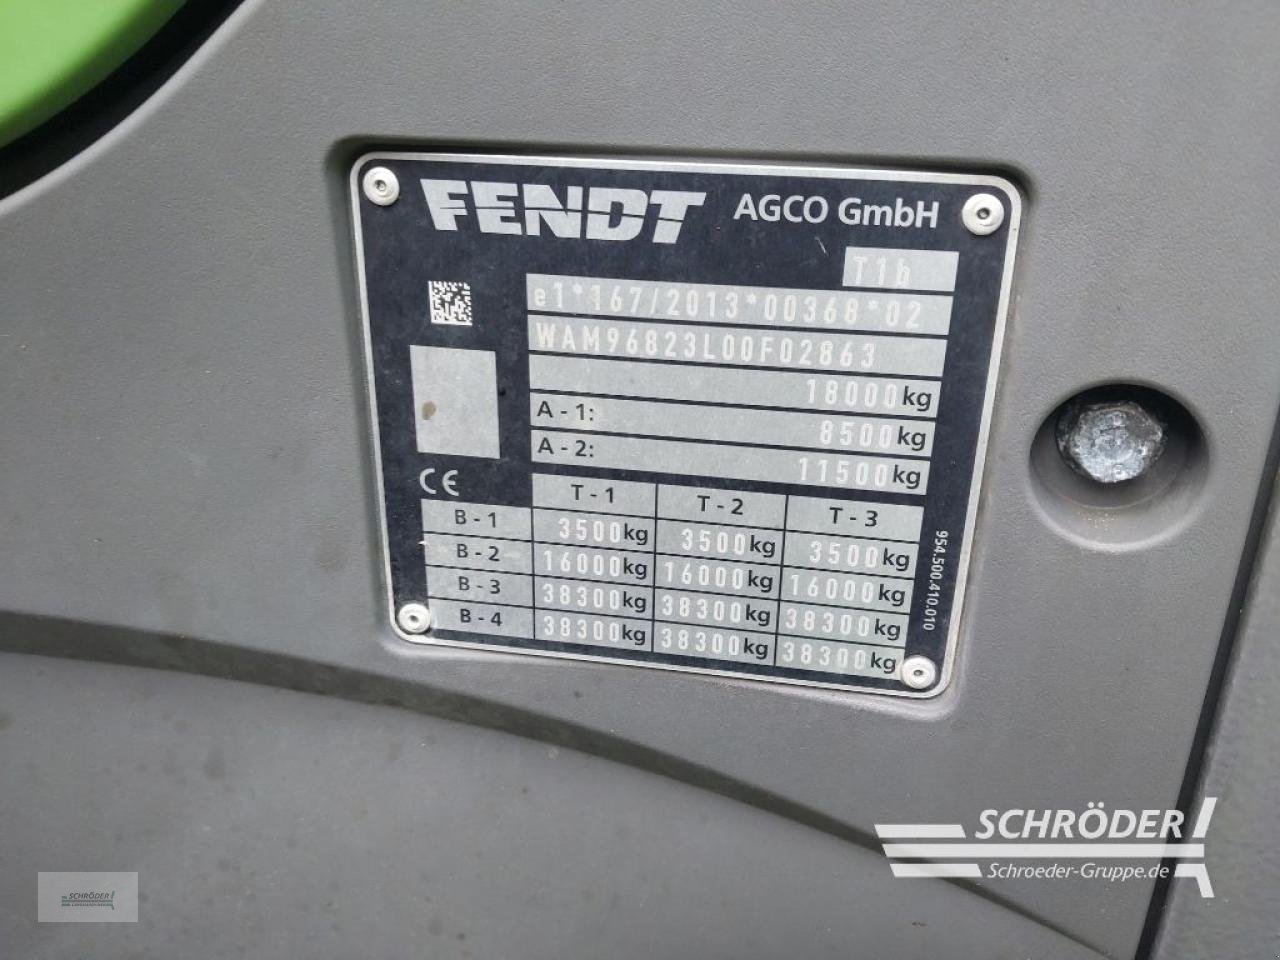 FENDT AGCO GmbH
T1b
e1*167/2013*00368*02
WAM96823L00F02863
18000kg
A - 1: 8500kg
A - 2: 11500kg
CE
T - 1 T - 2 T - 3
B - 1 3500kg 3500kg 3500kg
B - 2 16000kg 16000kg 16000kg
B - 3 38300kg 38300kg 38300kg
B - 4 38300kg 38300kg 38300kg
954.500.410.010
SCHRÖDER
Schroeder-Gruppe.de
SCHRÖDER